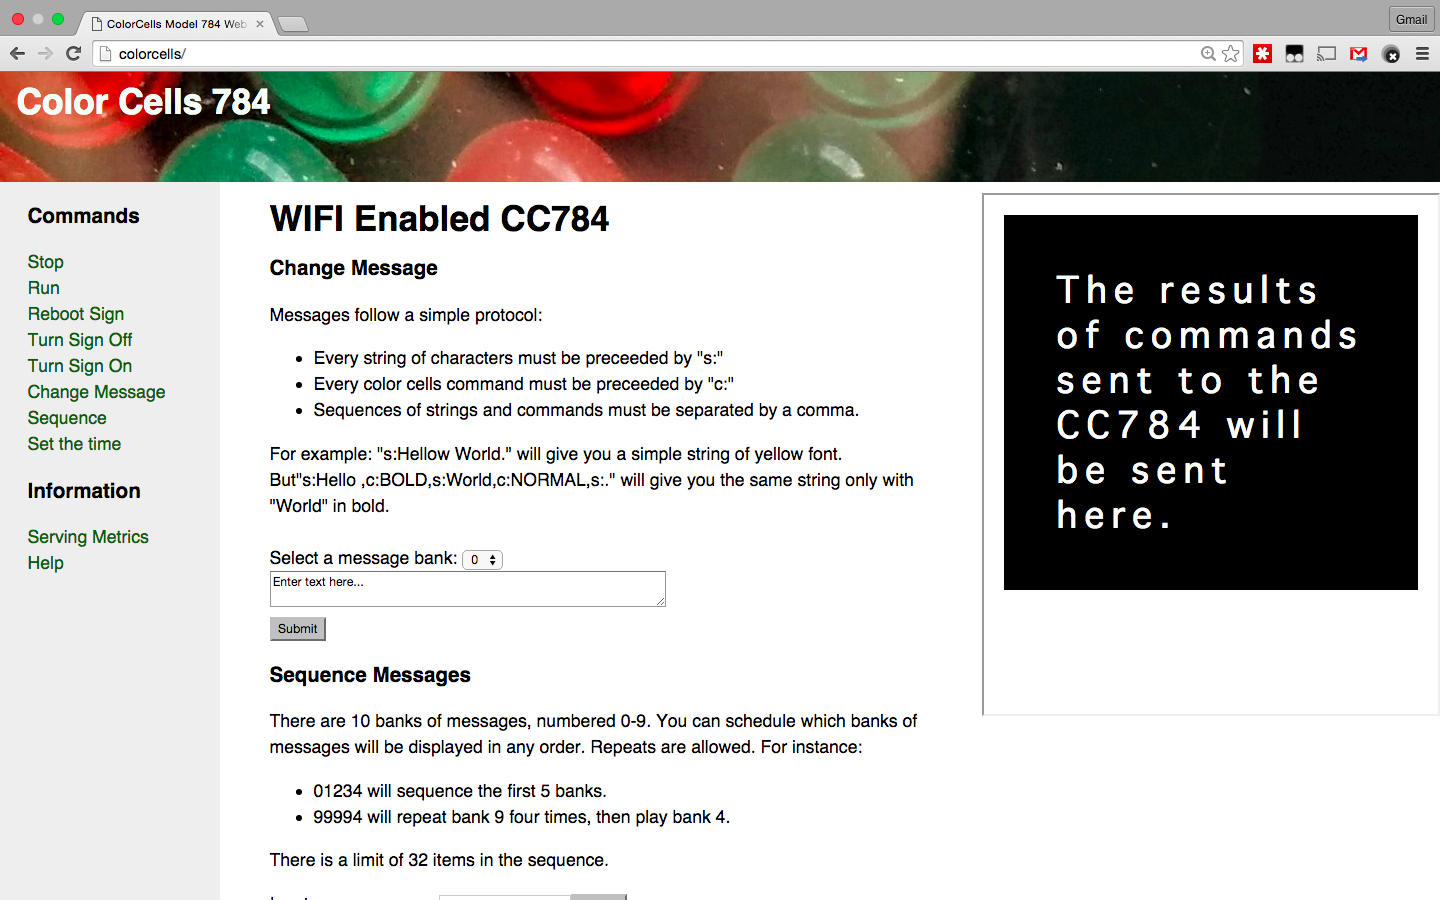 ColorCells Model 784 Web
Gmail
colorcells/
Color Cells 784
Commands
Stop
Run
Reboot Sign
Turn Sign Off
Turn Sign On
Change Message
Sequence
Set the time
Information
Serving Metrics
Help
WIFI Enabled CC784
Change Message
Messages follow a simple protocol:
• Every string of characters must be preceeded by "s:"
• Every color cells command must be preceeded by "c:"
• Sequences of strings and commands must be separated by a comma.
For example: "s:Hellow World." will give you a simple string of yellow font.
But"s:Hello ,c:BOLD,s:World,c:NORMAL,s:." will give you the same string only with
"World" in bold.
Select a message bank: 0
Enter text here...
Submit
Sequence Messages
There are 10 banks of messages, numbered 0-9. You can schedule which banks of
messages will be displayed in any order. Repeats are allowed. For instance:
• 01234 will sequence the first 5 banks.
• 99994 will repeat bank 9 four times, then play bank 4.
There is a limit of 32 items in the sequence.
The results
of commands
sent to the
CC784 will
be sent
here.